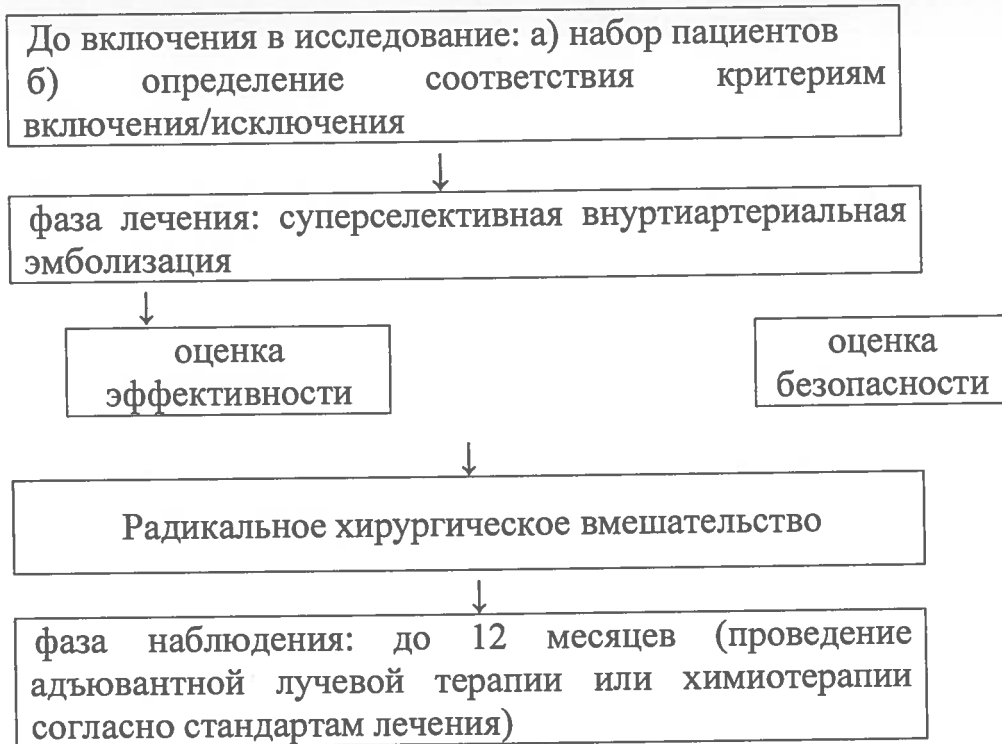 До включения в исследование: а) набор пациентов
б) определение соответствия критериям
включения/исключения
↓
фаза лечения: суперселективная внуртиартериальная
эмболизация
↓
оценка
эффективности
оценка
безопасности
↓
Радикальное хирургическое вмешательство
↓
фаза наблюдения: до 12 месяцев (проведение
адъювантной лучевой терапии или химиотерапии
согласно стандартам лечения)